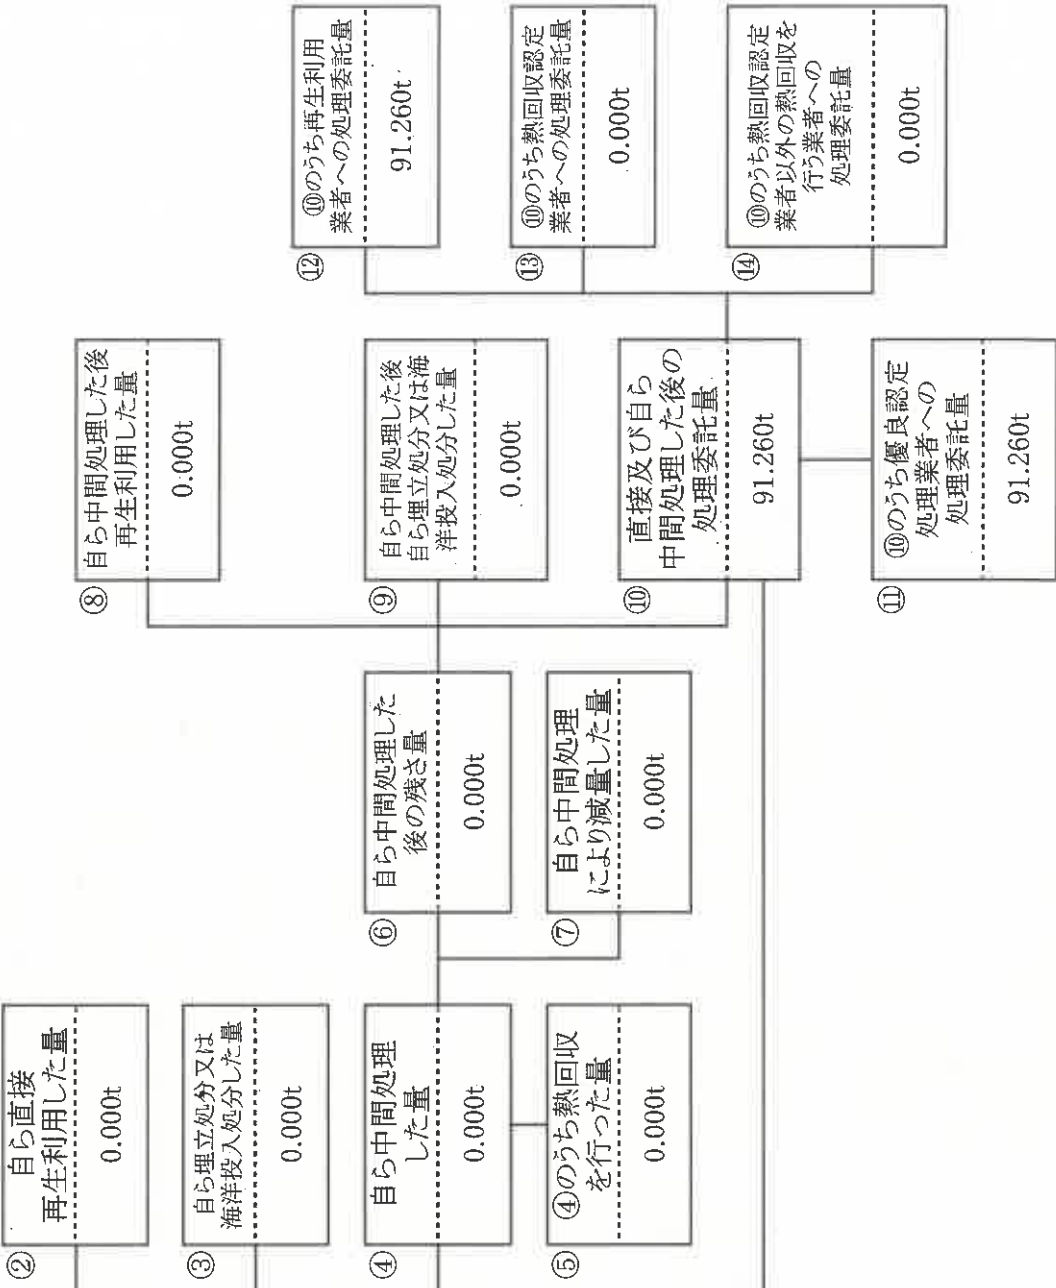 ②
自ら直接
再生利用した量
0.000t
③
自ら埋立処分又は
海洋投入処分した量
0.000t
④
自ら中間処理
した量
0.000t
⑤
④のうち熱回収
を行った量
0.000t
⑥
自ら中間処理した
後の残さ量
0.000t
⑦
自ら中間処理
により減量した量
0.000t
⑧
自ら中間処理した後
再生利用した量
0.000t
⑨
自ら中間処理した後
自ら埋立処分又は海
洋投入処分した量
0.000t
⑩
直接及び自ら
中間処理した後の
処理委託量
91.260t
⑪
⑩のうち優良認定
処理業者への
処理委託量
91.260t
⑫
⑩のうち再生利用
業者への処理委託量
91.260t
⑬
⑩のうち熱回収認定
業者への処理委託量
0.000t
⑭
⑩のうち熱回収認定
業者以外の熱回収を
行う業者への
処理委託量
0.000t